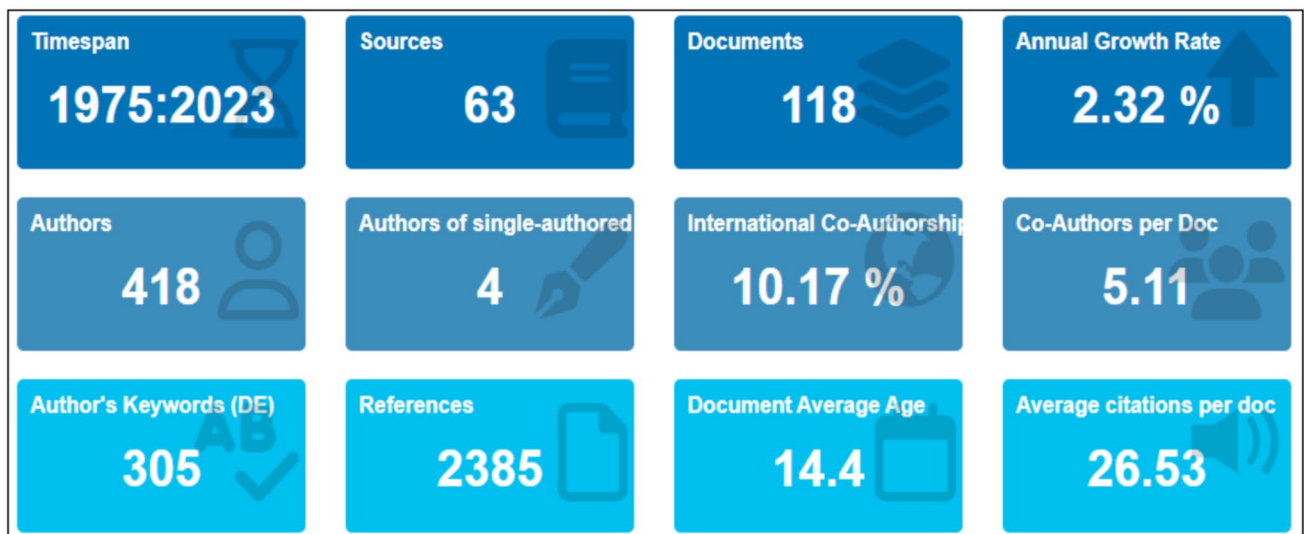 Timespan
1975:2023
Sources
63
Documents
118
Annual Growth Rate
2.32 %
Authors
418
Authors of single-authored
4
International Co-Authorship
10.17 %
Co-Authors per Doc
5.11
Author's Keywords (DE)
305
AB
References
2385
Document Average Age
14.4
Average citations per doc
26.53